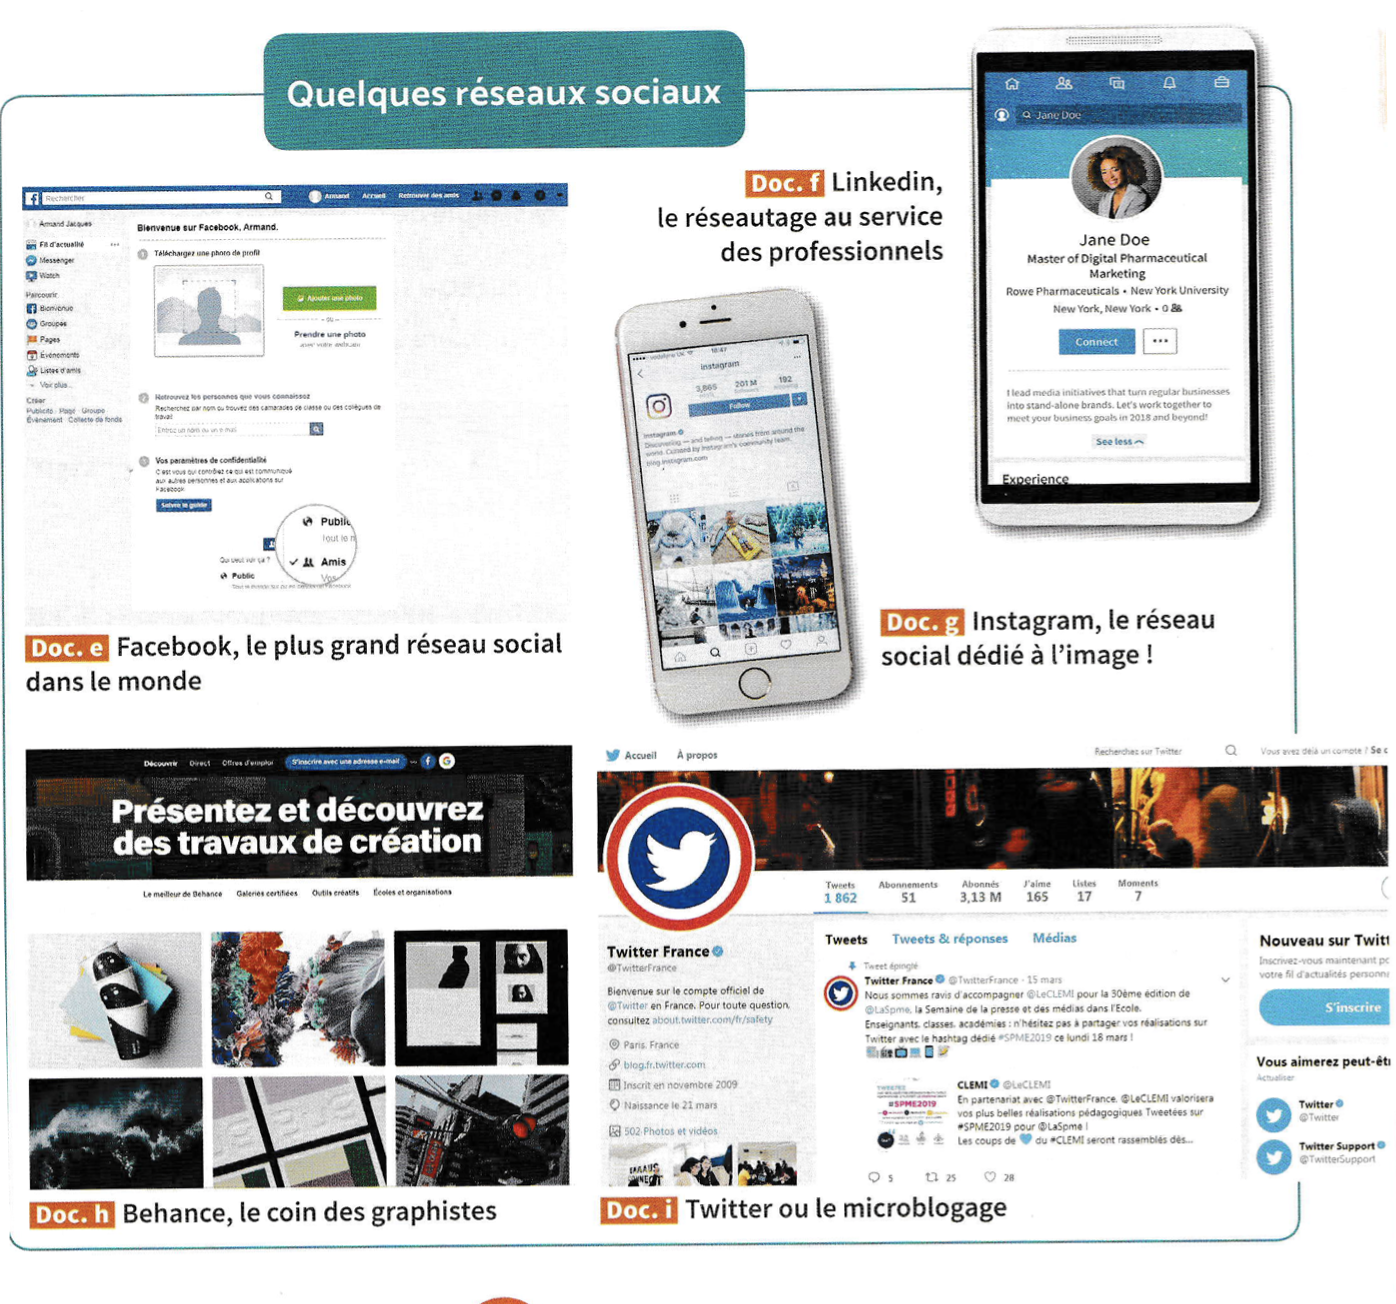 Quelques réseaux sociaux
Rechercher
Armand Accueil Retrouver des amis
Armand Jacques
Fil d'actualité
Messenger
Watch
Parcourir
Bienvenue
Groupes
Pages
Événements
Listes d'amis
Voir plus...
Créer
Publicité · Page · Groupe
Événement · Collecte de fonds
Bienvenue sur Facebook, Armand.
1 Téléchargez une photo de profil
Ajouter une photo
ou
Prendre une photo
avec votre webcam
2 Retrouvez les personnes que vous connaissez
Recherchez par nom ou trouvez des camarades de classe ou des collègues de
travail
Entrez un nom ou un e-mail
3 Vos paramètres de confidentialité
C'est vous qui contrôlez ce qui est communiqué
aux autres personnes et aux applications sur
Facebook.
Suivre le guide
Public
Tout le m
Amis
Vos
Qui peut voir ça ?
Public
Doc. e Facebook, le plus grand réseau social
dans le monde
Doc. f Linkedin,
le réseautage au service
des professionnels
Jane Doe
Jane Doe
Master of Digital Pharmaceutical
Marketing
Rowe Pharmaceuticals • New York University
New York, New York • 0
Connect
I lead media initiatives that turn regular businesses
into stand-alone brands. Let's work together to
meet your business goals in 2018 and beyond!
See less
Experience
vodafone UK 16:47
Instagram
3,865 201M 192
Follow
Instagram
Discovering — and telling — stories from around the
world. Curated by Instagram's community team.
blog.instagram.com
Doc. g Instagram, le réseau
social dédié à l'image !
Découvrir Direct Offres d'emploi S'inscrire avec une adresse e-mail ou f G
Présentez et découvrez
des travaux de création
Le meilleur de Behance Galeries certifiées Outils créatifs Écoles et organisations
Doc. h Behance, le coin des graphistes
Accueil À propos
Recherchez sur Twitter
Vous avez déjà un compte ? Se c
Tweets Abonnements Abonnés J'aime Listes Moments
1 862 51 3,13 M 165 17 7
Twitter France
@TwitterFrance
Bienvenue sur le compte officiel de
@Twitter en France. Pour toute question,
consultez about.twitter.com/fr/safety
Paris, France
blog.fr.twitter.com
Inscrit en novembre 2009
Naissance le 21 mars
502 Photos et vidéos
Tweets Tweets & réponses Médias
Tweet épinglé
Twitter France @TwitterFrance · 15 mars
Nous sommes ravis d'accompagner @LeCLEMI pour la 30ème édition de
@LaSpme, la Semaine de la presse et des médias dans l'Ecole.
Enseignants, classes, académies : n'hésitez pas à partager vos réalisations sur
Twitter avec le hashtag dédié #SPME2019 ce lundi 18 mars !
#SPME2019
CLEMI @LeCLEMI
En partenariat avec @TwitterFrance, @LeCLEMI valorisera
vos plus belles réalisations pédagogiques Tweetées sur
#SPME2019 pour @LaSpme !
Les coups de du #CLEMI seront rassemblés dès...
5 25 28
Nouveau sur Twitt
Inscrivez-vous maintenant po
votre fil d'actualités personna
S'inscrire
Vous aimerez peut-êt
Actualiser
Twitter
@Twitter
Twitter Support
@TwitterSupport
Doc. i Twitter ou le microblogage